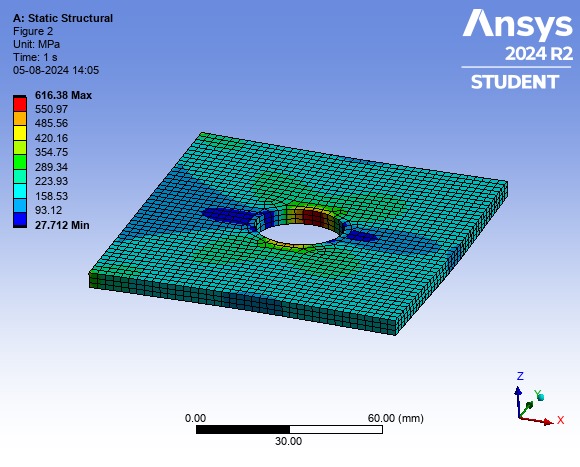 A: Static Structural
Figure 2
Unit: MPa
Time: 1 s
05-08-2024 14:05
616.38 Max
550.97
485.56
420.16
354.75
289.34
223.93
158.53
93.12
27.712 Min
Ansys
2024 R2
STUDENT
0.00
60.00 (mm)
30.00
Z
Y
X